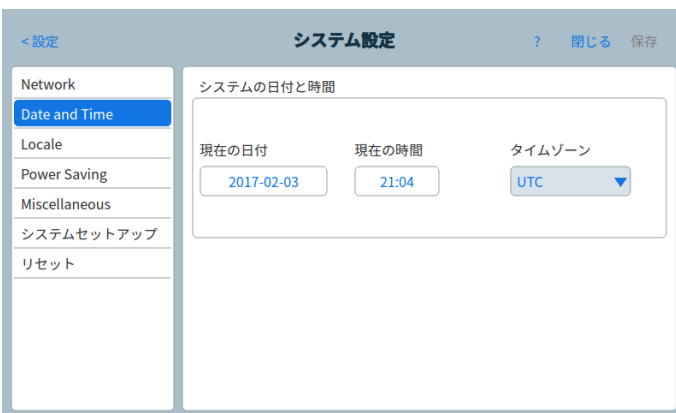 < 設定
システム設定
?
閉じる
保存
Network
Date and Time
Locale
Power Saving
Miscellaneous
システムセットアップ
リセット
システムの日付と時間
現在の日付
現在の時間
タイムゾーン
2017-02-03
21:04
UTC